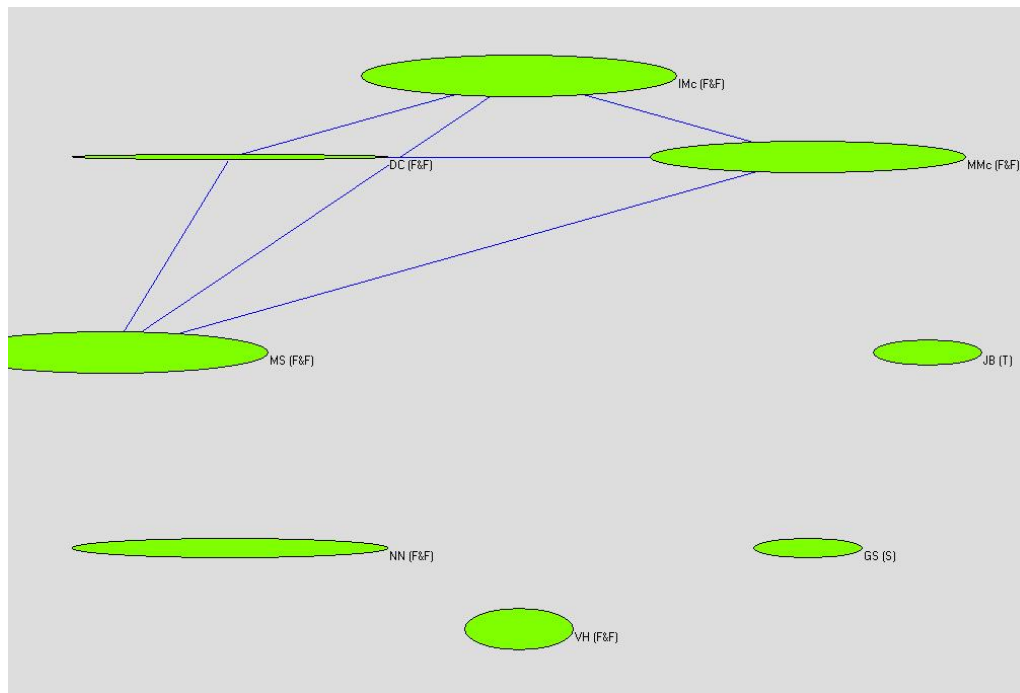 IMc (F&F)
DC (F&F)
MMc (F&F)
MS (F&F)
JB (T)
NN (F&F)
GS (S)
VH (F&F)